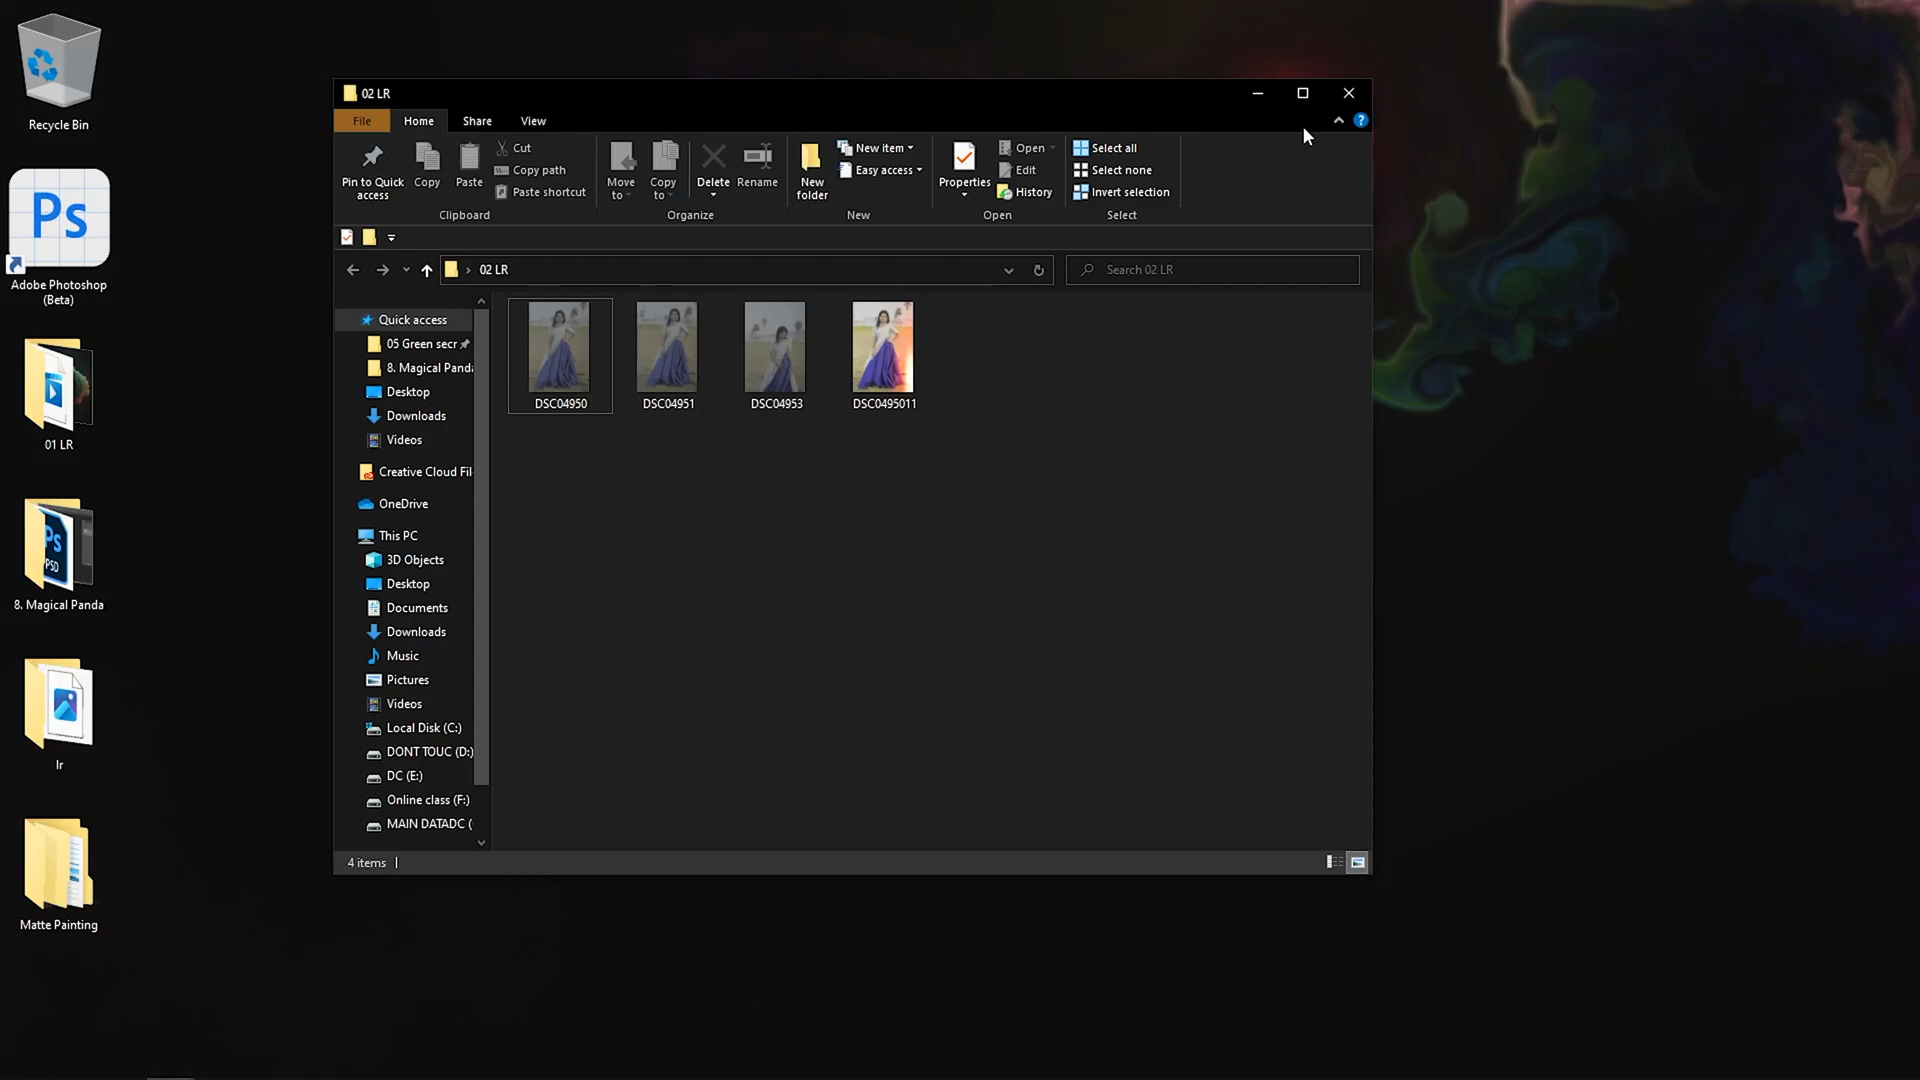 Recycle Bin
Ps
Adobe Photoshop
(Beta)
01 LR
Ps
PSD
8. Magical Panda
lr
Matte Painting
02 LR
File
Home
Share
View
Pin to Quick
access
Copy
Paste
Cut
Copy path
Paste shortcut
Clipboard
Move
to
Copy
to
Delete
Rename
Organize
New
folder
New item
Easy access
New
Properties
Open
Edit
History
Open
Select all
Select none
Invert selection
Select
02 LR
Search 02 LR
Quick access
05 Green secr
8. Magical Panda
Desktop
Downloads
Videos
Creative Cloud Fil
OneDrive
This PC
3D Objects
Desktop
Documents
Downloads
Music
Pictures
Videos
Local Disk (C:)
DONT TOUC (D:)
DC (E:)
Online class (F:)
MAIN DATADC (
DSC04950
DSC04951
DSC04953
DSC0495011
4 items